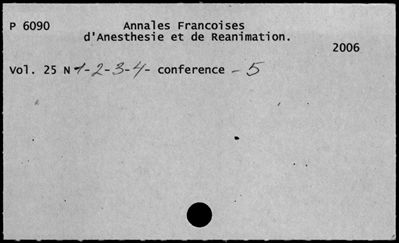 P 6090 Annales Francoises
d'Anesthesie et de Reanimation.
2006
Vol. 25 N 1-2-3-4- conference - 5